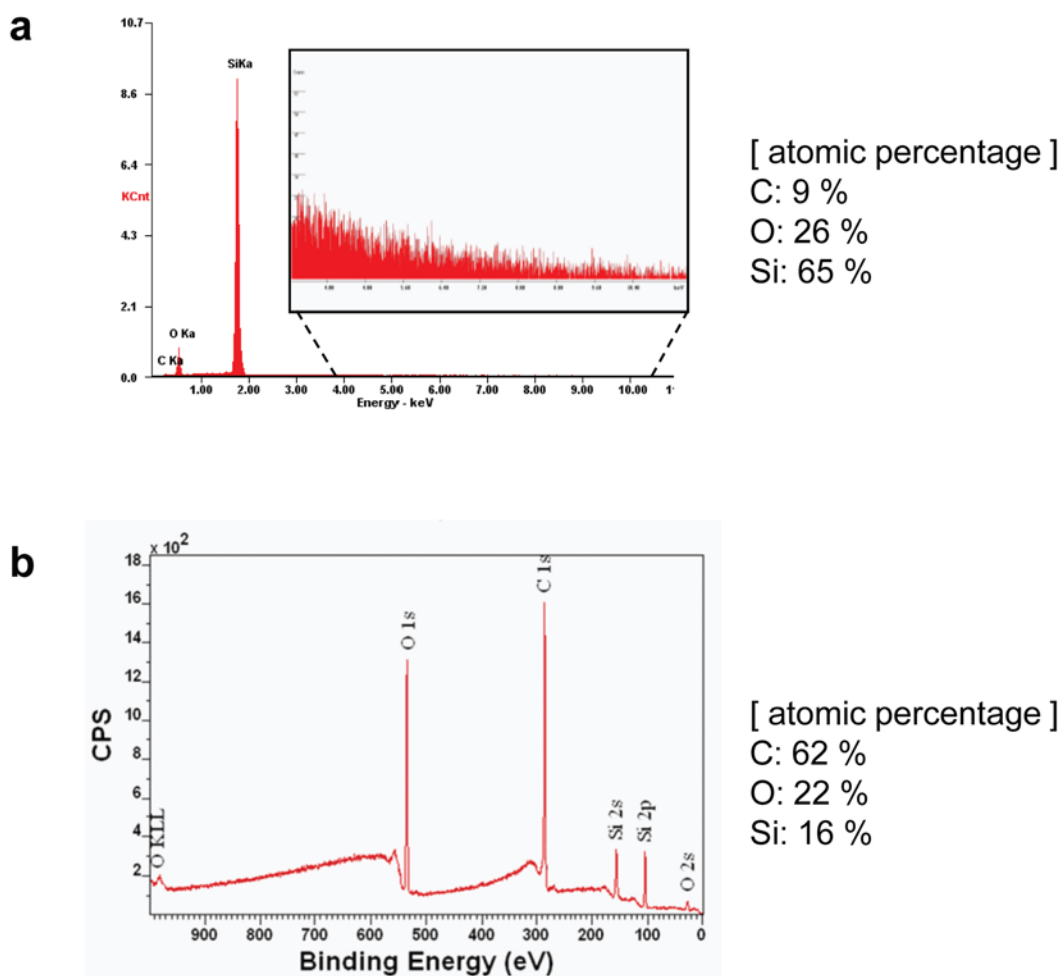 a
10.7
8.6
6.4
KCnt
4.3
2.1
0.0
SiKa
O Ka
C Ka
1.00 2.00 3.00 4.00 5.00 6.00 7.00 8.00 9.00 10.00 1
Energy - keV
[ atomic percentage ]
C: 9 %
O: 26 %
Si: 65 %
b
x 10²
18
16
14
12
10
8
6
4
2
CPS
O KLL
O 1s
C 1s
Si 2s
Si 2p
O 2s
900 800 700 600 500 400 300 200 100 0
Binding Energy (eV)
[ atomic percentage ]
C: 62 %
O: 22 %
Si: 16 %